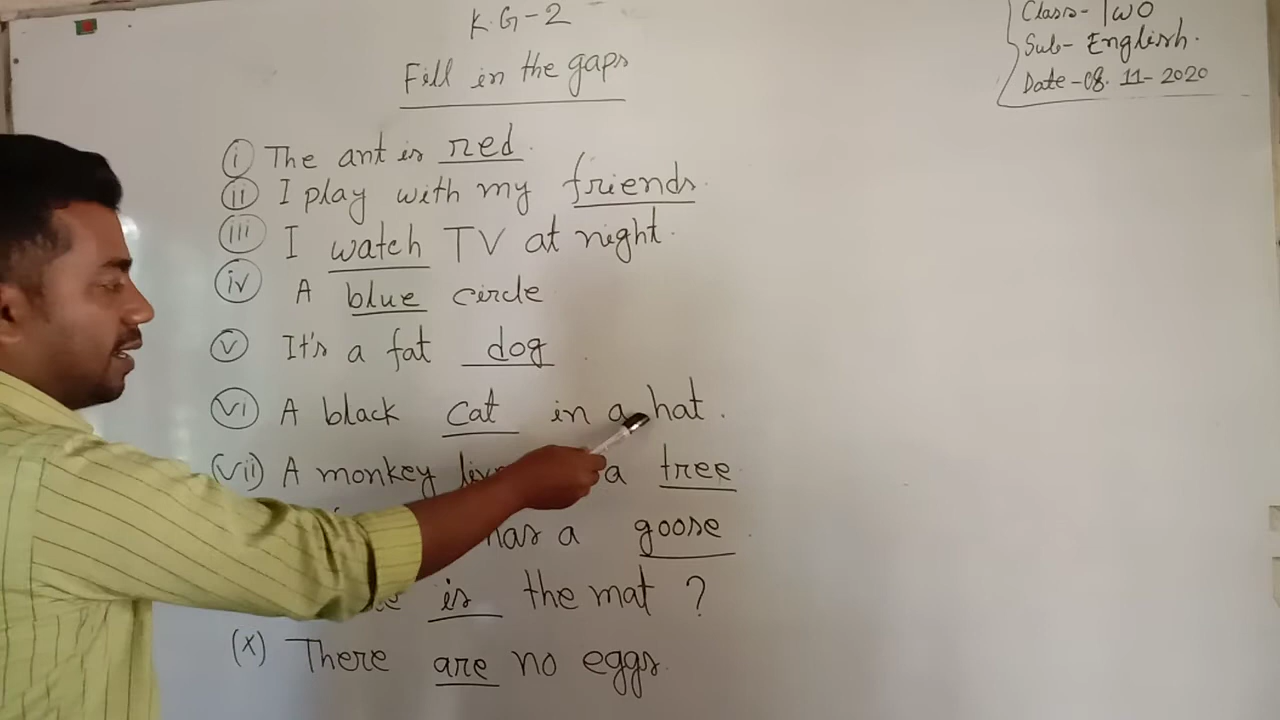 K.G-2
Fill in the gaps
Class- Two
Sub- English.
Date-08.11-2020
(i) The ant is red.
(ii) I play with my friends.
(iii) I watch TV at night.
(iv) A blue circle
(v) It's a fat dog
(vi) A black cat in a hat.
(vii) A monkey a tree
has a goose
is the mat ?
(x) There are no eggs.